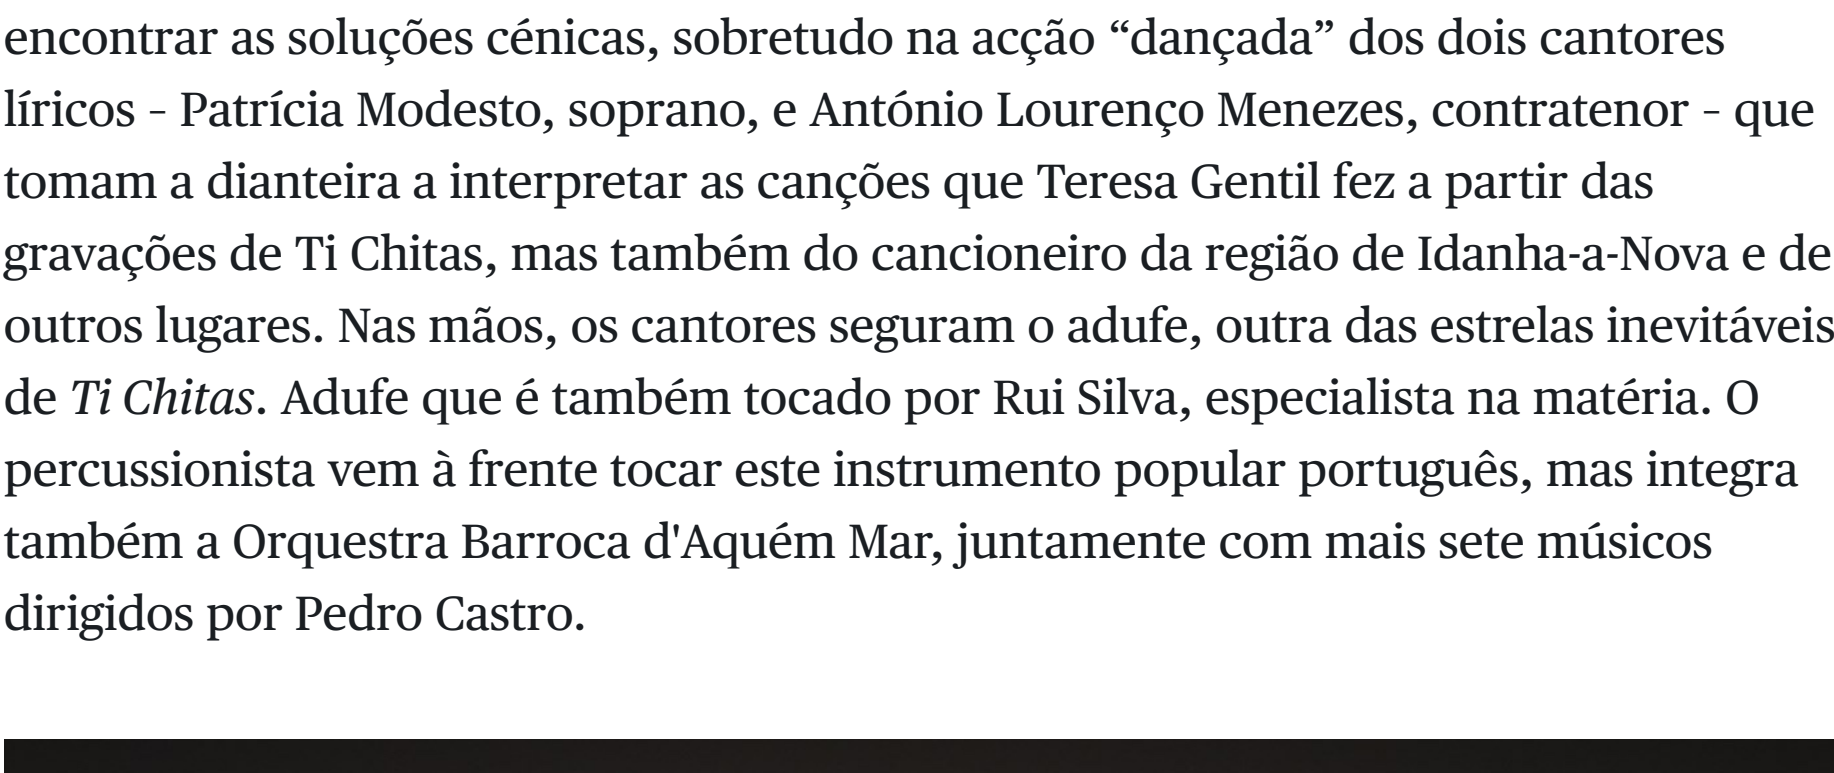 encontrar as soluções cénicas, sobretudo na acção “dançada” dos dois cantores
líricos – Patrícia Modesto, soprano, e António Lourenço Menezes, contratenor – que
tomam a dianteira a interpretar as canções que Teresa Gentil fez a partir das
gravações de Ti Chitas, mas também do cancioneiro da região de Idanha-a-Nova e de
outros lugares. Nas mãos, os cantores seguram o adufe, outra das estrelas inevitáveis
de Ti Chitas. Adufe que é também tocado por Rui Silva, especialista na matéria. O
percussionista vem à frente tocar este instrumento popular português, mas integra
também a Orquestra Barroca d'Aquém Mar, juntamente com mais sete músicos
dirigidos por Pedro Castro.